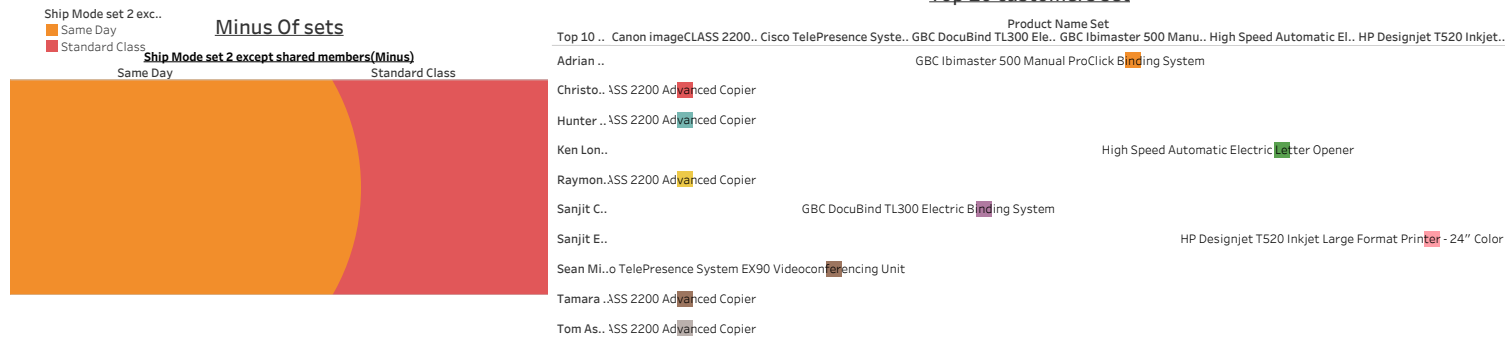 Ship Mode set 2 exc..
Same Day
Standard Class
Minus Of sets
Ship Mode set 2 except shared members(Minus)
Same Day Standard Class
Product Name Set
Top 10 .. Canon imageCLASS 2200.. Cisco TelePresence Syste.. GBC DocuBind TL300 Ele.. GBC Ibimaster 500 Manu.. High Speed Automatic El.. HP Designjet T520 Inkjet..
Adrian .. GBC Ibimaster 500 Manual ProClick Binding System
Christo.. ASS 2200 Advanced Copier
Hunter .. ASS 2200 Advanced Copier
Ken Lon.. High Speed Automatic Electric Letter Opener
Raymon.. ASS 2200 Advanced Copier
Sanjit C.. GBC DocuBind TL300 Electric Binding System
Sanjit E.. HP Designjet T520 Inkjet Large Format Printer - 24" Color
Sean Mi.. o TelePresence System EX90 Videoconferencing Unit
Tamara .. ASS 2200 Advanced Copier
Tom As.. ASS 2200 Advanced Copier